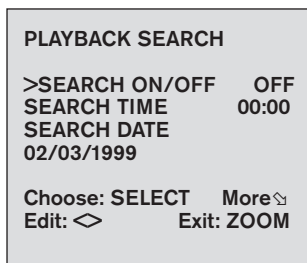 PLAYBACK SEARCH
>SEARCH ON/OFF OFF
SEARCH TIME 00:00
SEARCH DATE
02/03/1999
Choose: SELECT More⇘
Edit: <> Exit: ZOOM